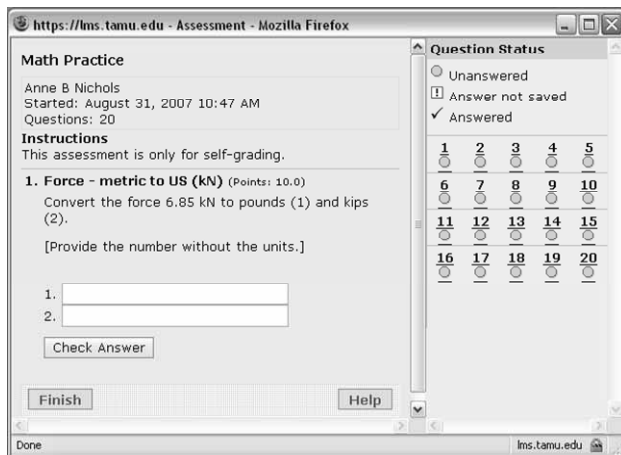 https://lms.tamu.edu - Assessment - Mozilla Firefox
Math Practice
Anne B Nichols
Started: August 31, 2007 10:47 AM
Questions: 20
Instructions
This assessment is only for self-grading.
1. Force - metric to US (kN) (Points: 10.0)
Convert the force 6.85 kN to pounds (1) and kips
(2).
[Provide the number without the units.]
1.
2.
Check Answer
Finish Help
Question Status
Unanswered
Answer not saved
Answered
1 2 3 4 5
6 7 8 9 10
11 12 13 14 15
16 17 18 19 20
Done lms.tamu.edu